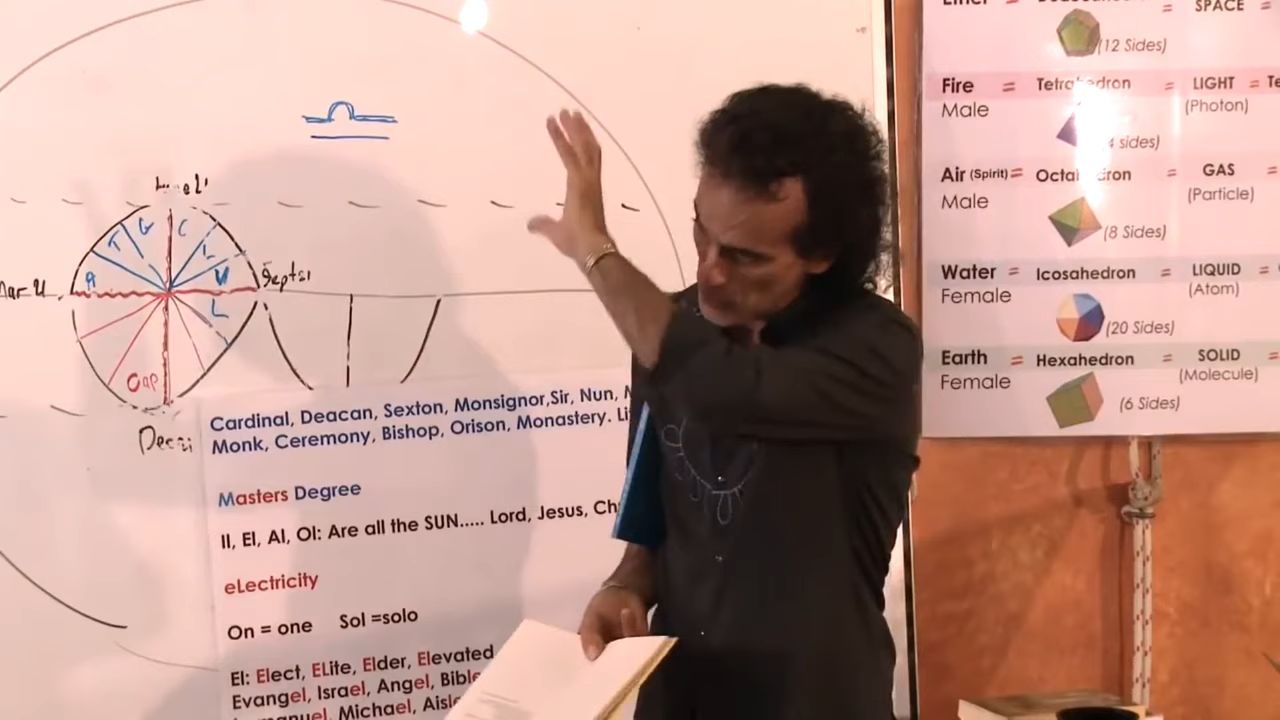 = SPACE =
(12 Sides)
Fire = Tetrahedron = LIGHT =
Male (Photon)
sides)
Air (Spirit) = Octahedron = GAS =
Male (Particle)
(8 Sides)
Water = Icosahedron = LIQUID =
Female (Atom)
(20 Sides)
Earth = Hexahedron = SOLID =
Female (Molecule)
(6 Sides)
T G C
A L
V
L
Cap
Cardinal, Deacan, Sexton, Monsignor,Sir, Nun,
Monk, Ceremony, Bishop, Orison, Monastery.
Masters Degree
Il, El, Al, Ol: Are all the SUN..... Lord, Jesus,
eLectricity
On = one Sol =solo
El: Elect, ELite, Elder, Elevated
Evangel, Israel, Angel,
Michael,